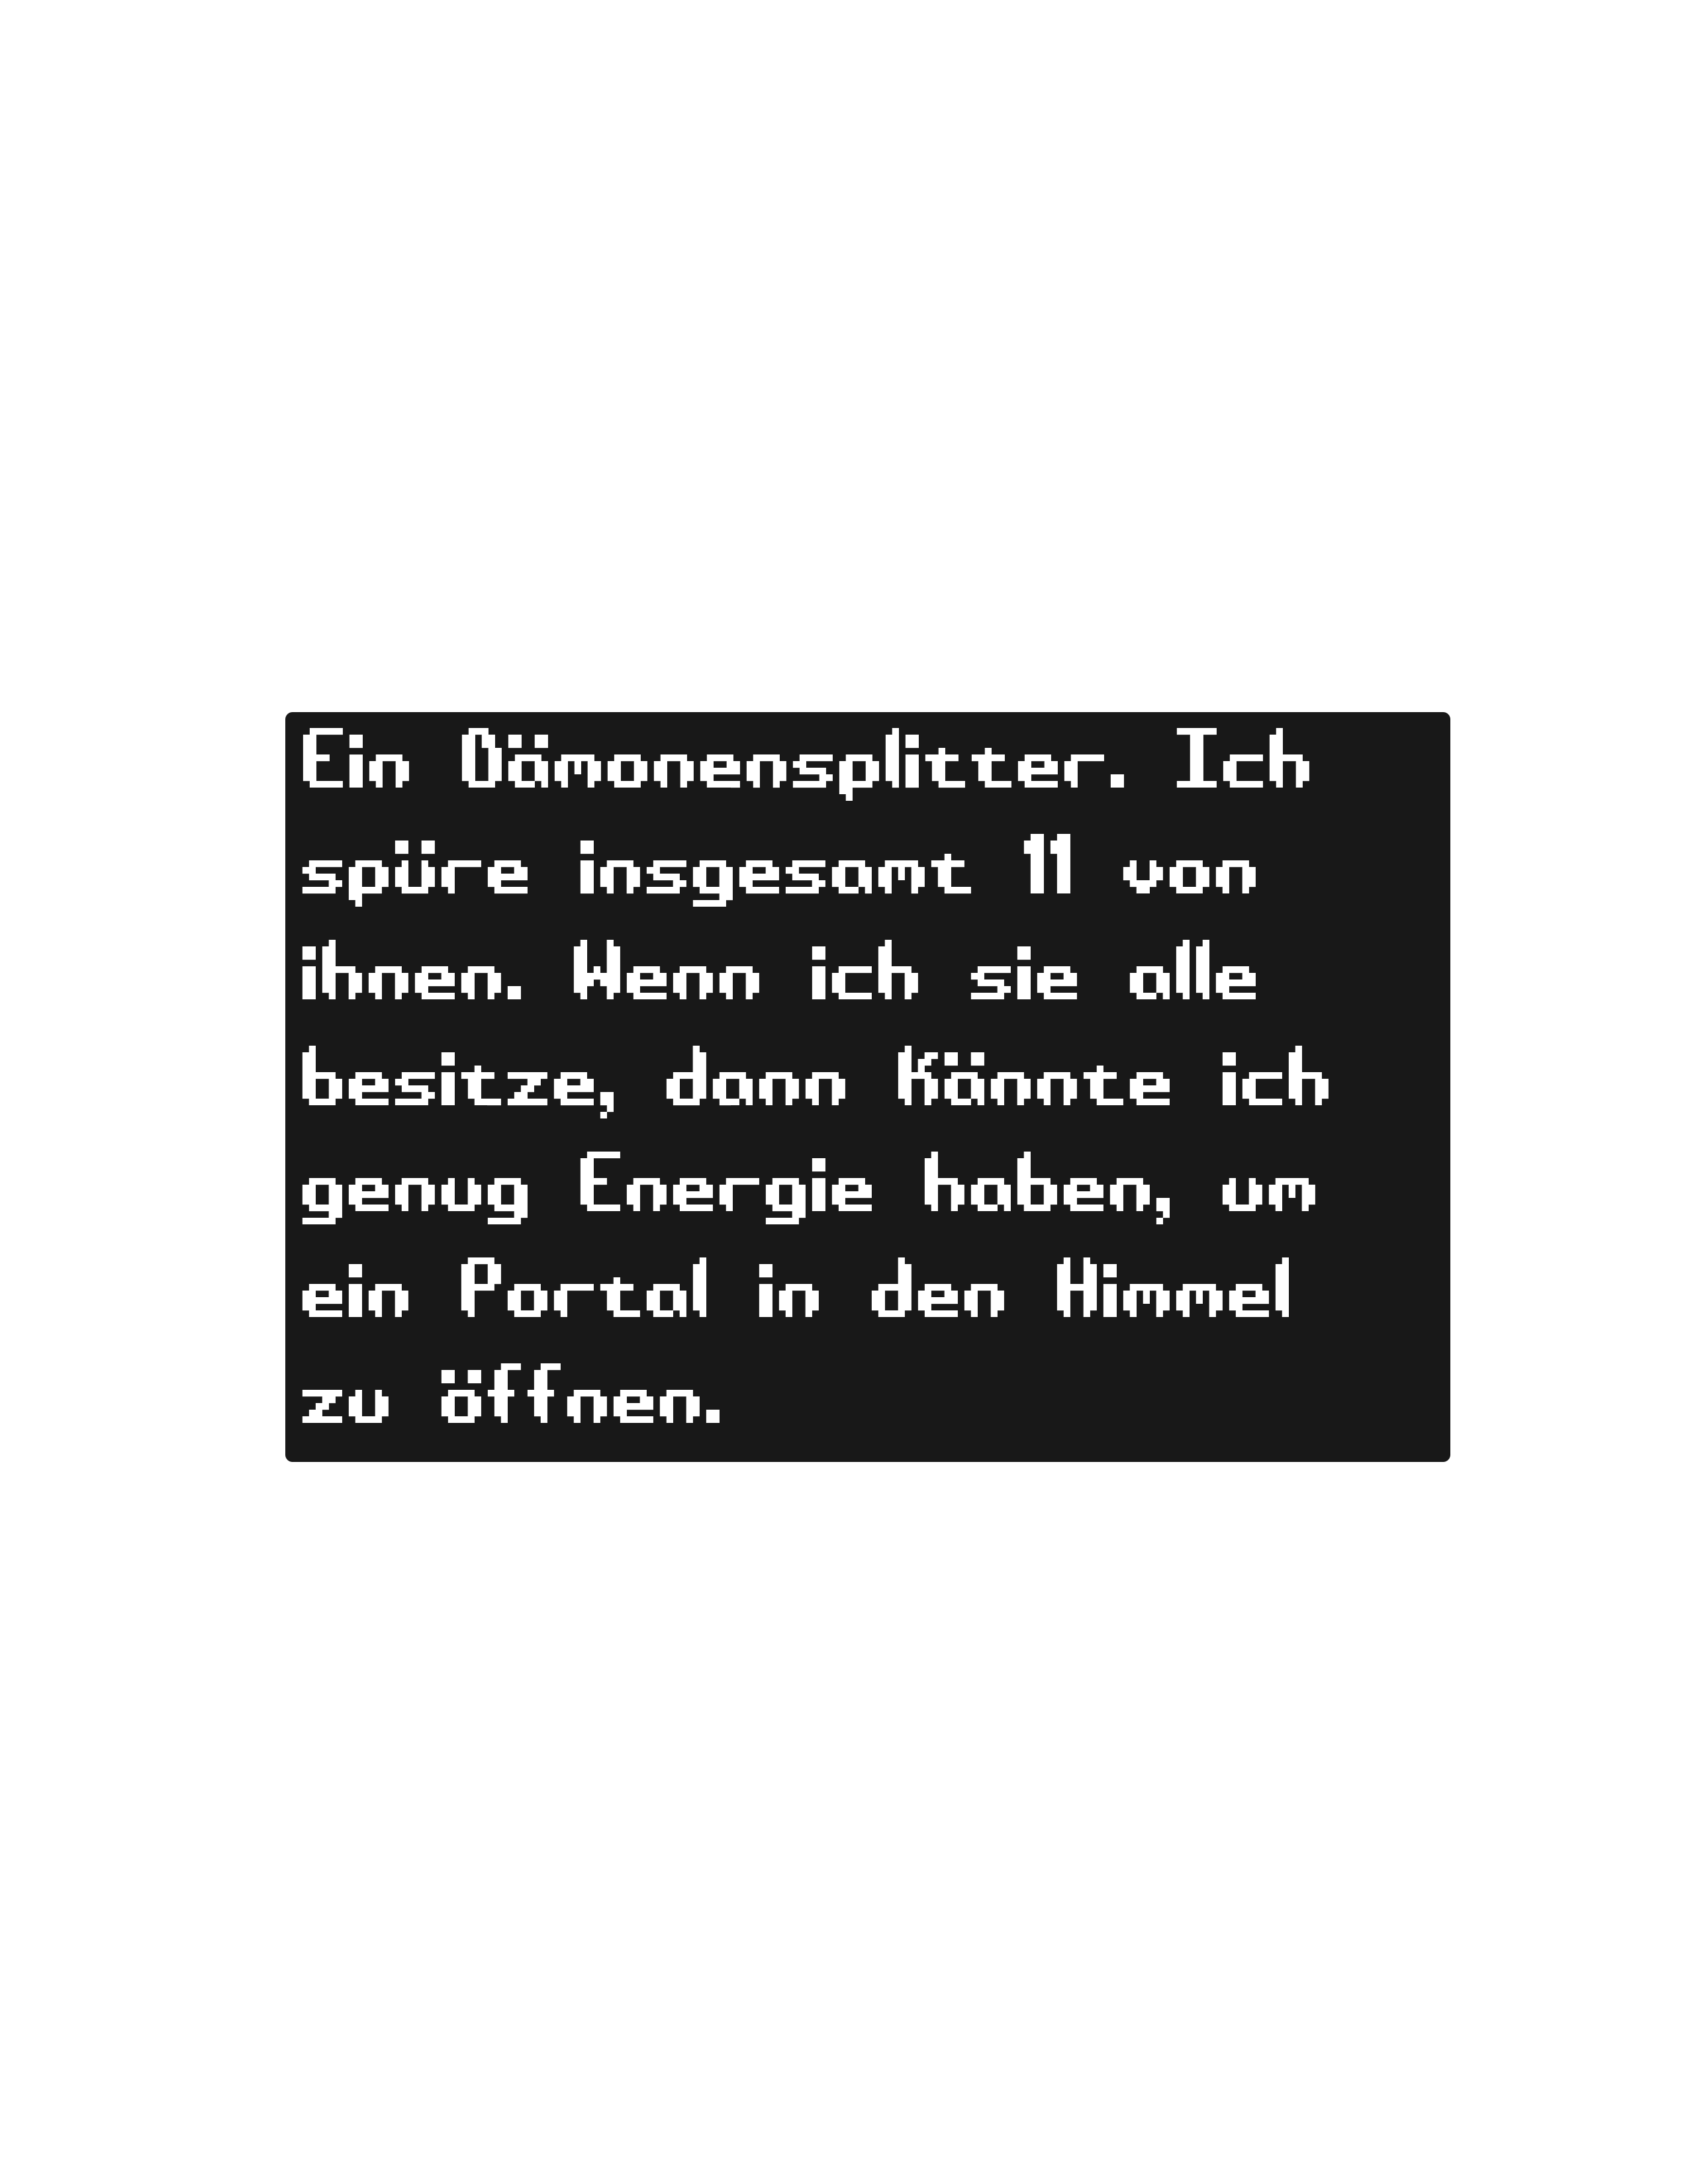 Ein Dämonensplitter. Ich
spüre insgesamt 11 von
ihnen. Wenn ich sie alle
besitze, dann Kännte ich
genug Energie haben, um
ein Portal in den Himmel
zu öffnen.